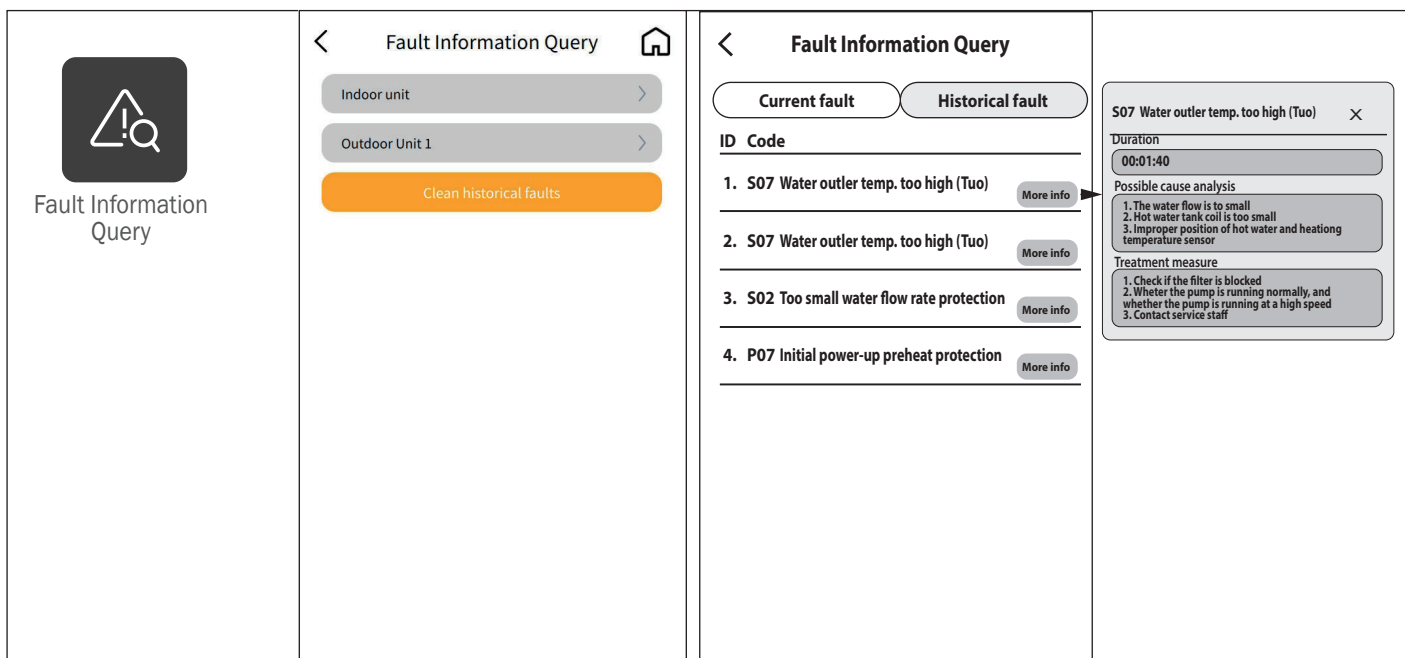 Fault Information
Query
Fault Information Query
Indoor unit
Outdoor Unit 1
Clean historical faults
Fault Information Query
Current fault
Historical fault
ID Code
1. S07 Water outler temp. too high (Tuo)
More info
2. S07 Water outler temp. too high (Tuo)
More info
3. S02 Too small water flow rate protection
More info
4. P07 Initial power-up preheat protection
More info
S07 Water outler temp. too high (Tuo) X
Duration
00:01:40
Possible cause analysis
1. The water flow is to small
2. Hot water tank coil is too small
3. Improper position of hot water and heationg
temperature sensor
Treatment measure
1. Check if the filter is blocked
2. Wheter the pump is running normally, and
whether the pump is running at a high speed
3. Contact service staff